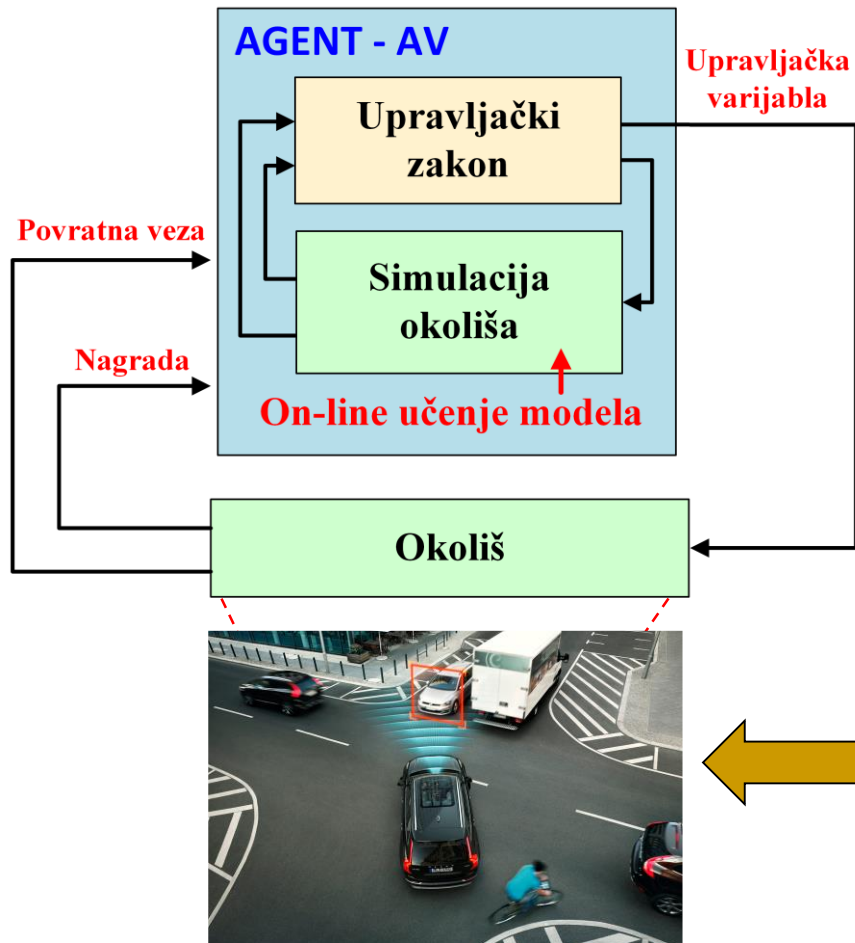 AGENT - AV
Upravljačka
varijabla
Upravljački
zakon
Povratna veza
Simulacija
okoliša
Nagrada
On-line učenje modela
Okoliš